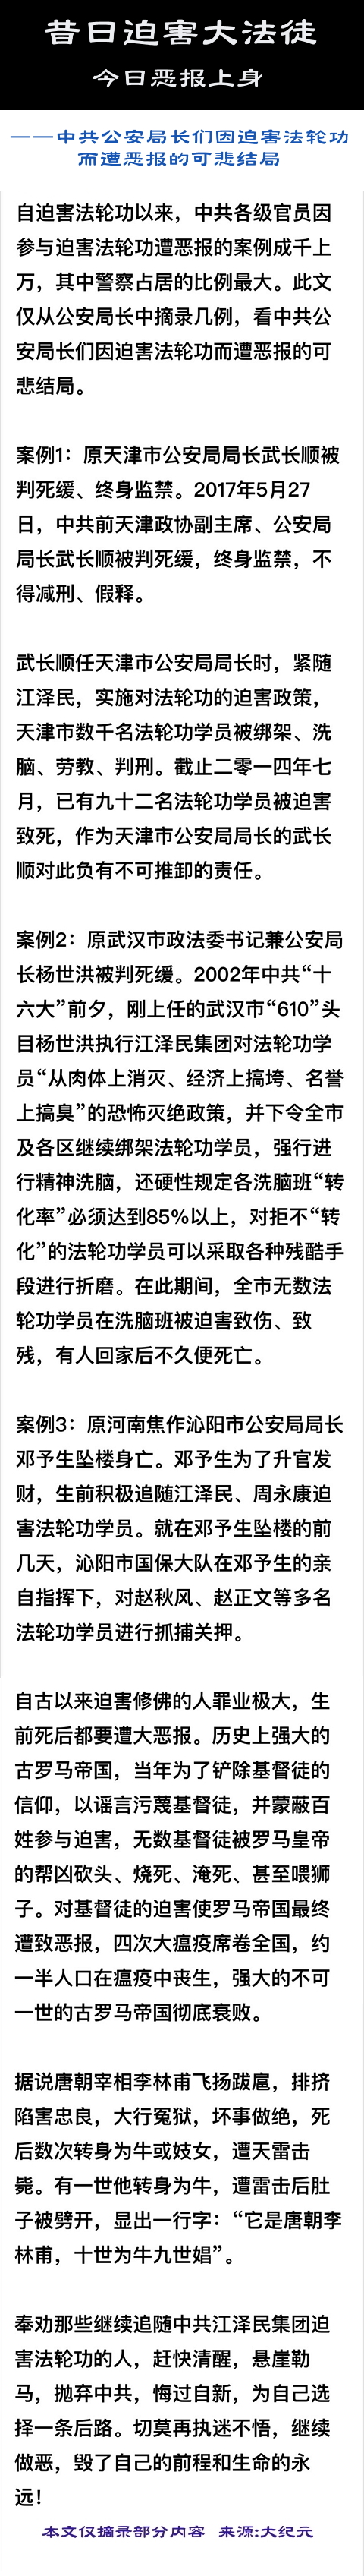 昔日迫害大法徒
今日恶报上身
——中共公安局长们因迫害法轮功
而遭恶报的可悲结局
自迫害法轮功以来，中共各级官员因
参与迫害法轮功遭恶报的案例成千上
万，其中警察占居的比例最大。此文
仅从公安局长中摘录几例，看中共公
安局长们因迫害法轮功而遭恶报的可
悲结局。
案例1：原天津市公安局局长武长顺被
判死缓、终身监禁。2017年5月27
日，中共前天津政协副主席、公安局
局长武长顺被判死缓，终身监禁，不
得减刑、假释。
武长顺任天津市公安局局长时，紧随
江泽民，实施对法轮功的迫害政策，
天津市数千名法轮功学员被绑架、洗
脑、劳教、判刑。截止二零一四年七
月，已有九十二名法轮功学员被迫害
致死，作为天津市公安局局长的武长
顺对此负有不可推卸的责任。
案例2：原武汉市政法委书记兼公安局
长杨世洪被判死缓。2002年中共“十
六大”前夕，刚上任的武汉市“610”头
目杨世洪执行江泽民集团对法轮功学
员“从肉体上消灭、经济上搞垮、名誉
上搞臭”的恐怖灭绝政策，并下令全市
及各区继续绑架法轮功学员，强行进
行精神洗脑，还硬性规定各洗脑班“转
化率”必须达到85%以上，对拒不“转
化”的法轮功学员可以采取各种残酷手
段进行折磨。在此期间，全市无数法
轮功学员在洗脑班被迫害致伤、致
残，有人回家后不久便死亡。
案例3：原河南焦作沁阳市公安局局长
邓予生坠楼身亡。邓予生为了升官发
财，生前积极追随江泽民、周永康迫
害法轮功学员。就在邓予生坠楼的前
几天，沁阳市国保大队在邓予生的亲
自指挥下，对赵秋风、赵正文等多名
法轮功学员进行抓捕关押。
自古以来迫害修佛的人罪业极大，生
前死后都要遭大恶报。历史上强大的
古罗马帝国，当年为了铲除基督徒的
信仰，以谣言污蔑基督徒，并蒙蔽百
姓参与迫害，无数基督徒被罗马皇帝
的帮凶砍头、烧死、淹死、甚至喂狮
子。对基督徒的迫害使罗马帝国最终
遭致恶报，四次大瘟疫席卷全国，约
一半人口在瘟疫中丧生，强大的不可
一世的古罗马帝国彻底衰败。
据说唐朝宰相李林甫飞扬跋扈，排挤
陷害忠良，大行冤狱，坏事做绝，死
后数次转身为牛或妓女，遭天雷击
毙。有一世他转身为牛，遭雷击后肚
子被劈开，显出一行字：“它是唐朝李
林甫，十世为牛九世娼”。
奉劝那些继续追随中共江泽民集团迫
害法轮功的人，赶快清醒，悬崖勒
马，抛弃中共，悔过自新，为自己选
择一条后路。切莫再执迷不悟，继续
做恶，毁了自己的前程和生命的永
远！
本文仅摘录部分内容 来源:大纪元